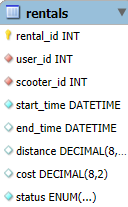 rentals
rental_id INT
user_id INT
scooter_id INT
start_time DATETIME
end_time DATETIME
distance DECIMAL(8,...
cost DECIMAL(8,2)
status ENUM(...)